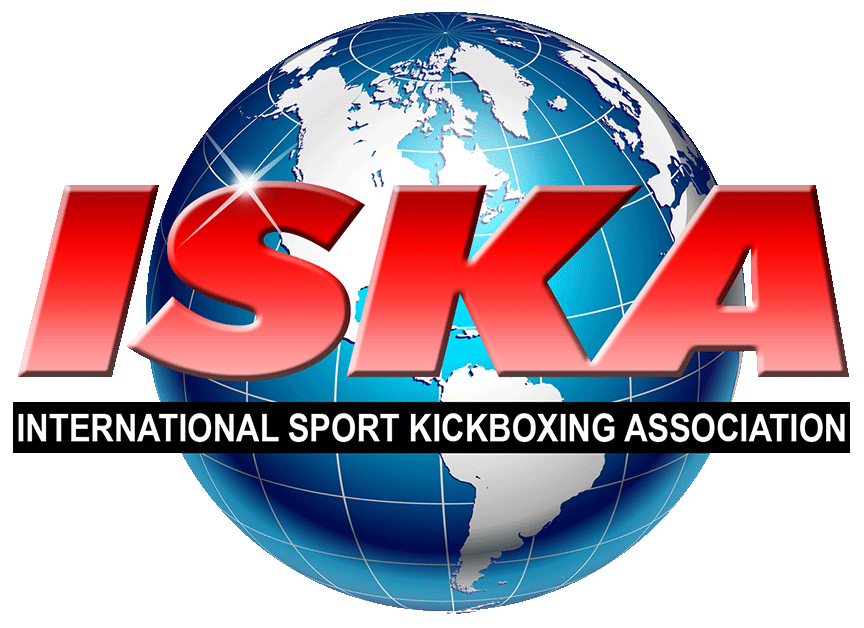 ISKA
INTERNATIONAL SPORT KICKBOXING ASSOCIATION